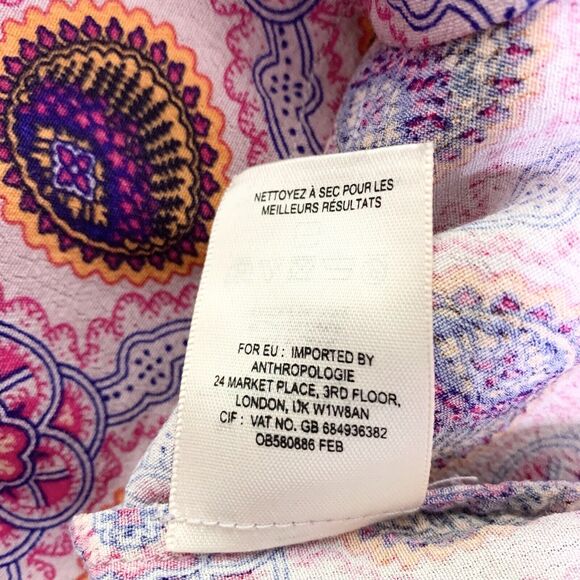 NETTOYEZ À SEC POUR LES
MEILLEURS RÉSULTATS
FOR EU : IMPORTED BY
ANTHROPOLOGIE
24 MARKET PLACE, 3RD FLOOR,
LONDON, UK W1W8AN
CIF : VAT NO. GB 684936382
OB580886 FEB